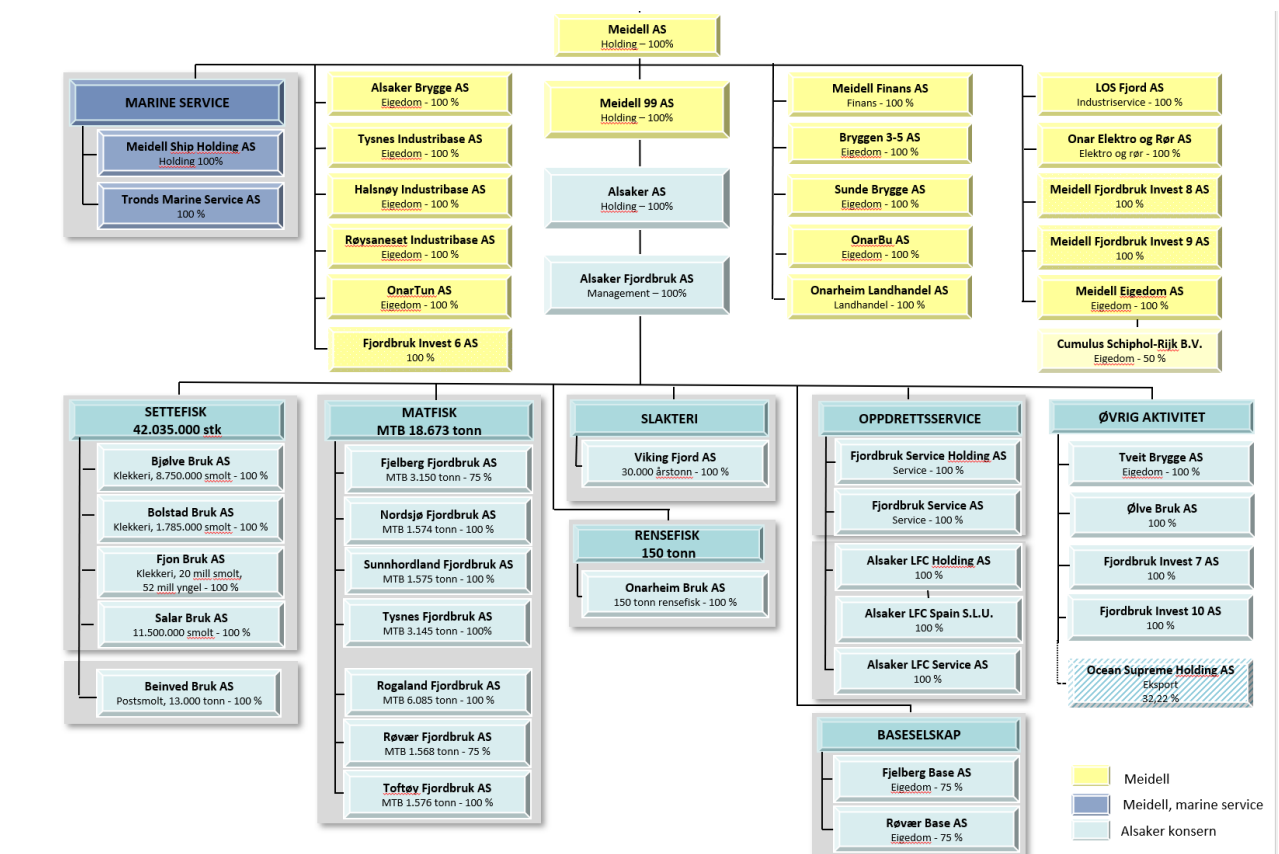 Meidell AS
Holding – 100%
MARINE SERVICE
Meidell Ship Holding AS
Holding 100%
Tronds Marine Service AS
100 %
Alsaker Brygge AS
Eigedom - 100 %
Tysnes Industribase AS
Eigedom - 100 %
Halsnøy Industribase AS
Eigedom - 100 %
Røysaneset Industribase AS
Eigedom - 100 %
OnarTun AS
Eigedom - 100 %
Fjordbruk Invest 6 AS
100 %
Meidell 99 AS
Holding – 100%
Alsaker AS
Holding – 100%
Alsaker Fjordbruk AS
Management – 100%
Meidell Finans AS
Finans - 100 %
Bryggen 3-5 AS
Eigedom - 100 %
Sunde Brygge AS
Eigedom - 100 %
OnarBu AS
Eigedom - 100 %
Onarheim Landhandel AS
Landhandel - 100 %
LOS Fjord AS
Industriservice - 100 %
Onar Elektro og Rør AS
Elektro og rør - 100 %
Meidell Fjordbruk Invest 8 AS
100 %
Meidell Fjordbruk Invest 9 AS
100 %
Meidell Eigedom AS
Eigedom - 100 %
Cumulus Schiphol-Rijk B.V.
Eigedom - 50 %
SETTEFISK
42.035.000 stk
Bjølve Bruk AS
Klekkeri, 8.750.000 smolt - 100 %
Bolstad Bruk AS
Klekkeri, 1.785.000 smolt - 100 %
Fjon Bruk AS
Klekkeri, 20 mill smolt,
52 mill yngel - 100 %
Salar Bruk AS
11.500.000 smolt - 100 %
Beinved Bruk AS
Postsmolt, 13.000 tonn - 100 %
MATFISK
MTB 18.673 tonn
Fjelberg Fjordbruk AS
MTB 3.150 tonn - 75 %
Nordsjø Fjordbruk AS
MTB 1.574 tonn - 100 %
Sunnhordland Fjordbruk AS
MTB 1.575 tonn - 100 %
Tysnes Fjordbruk AS
MTB 3.145 tonn - 100%
Rogaland Fjordbruk AS
MTB 6.085 tonn - 100 %
Røvær Fjordbruk AS
MTB 1.568 tonn - 75 %
Toftøy Fjordbruk AS
MTB 1.576 tonn - 100 %
SLAKTERI
Viking Fjord AS
30.000 årstonn - 100 %
RENSEFISK
150 tonn
Onarheim Bruk AS
150 tonn rensefisk - 100 %
OPPDRETTSSERVICE
Fjordbruk Service Holding AS
Service - 100 %
Fjordbruk Service AS
Service - 100 %
Alsaker LFC Holding AS
100 %
Alsaker LFC Spain S.L.U.
100 %
Alsaker LFC Service AS
100 %
BASESELSKAP
Fjelberg Base AS
Eigedom - 75 %
Røvær Base AS
Eigedom - 75 %
ØVRIG AKTIVITET
Tveit Brygge AS
Eigedom - 100 %
Ølve Bruk AS
100 %
Fjordbruk Invest 7 AS
100 %
Fjordbruk Invest 10 AS
100 %
Ocean Supreme Holding AS
Eksport
32,22 %
Meidell
Meidell, marine service
Alsaker konsern